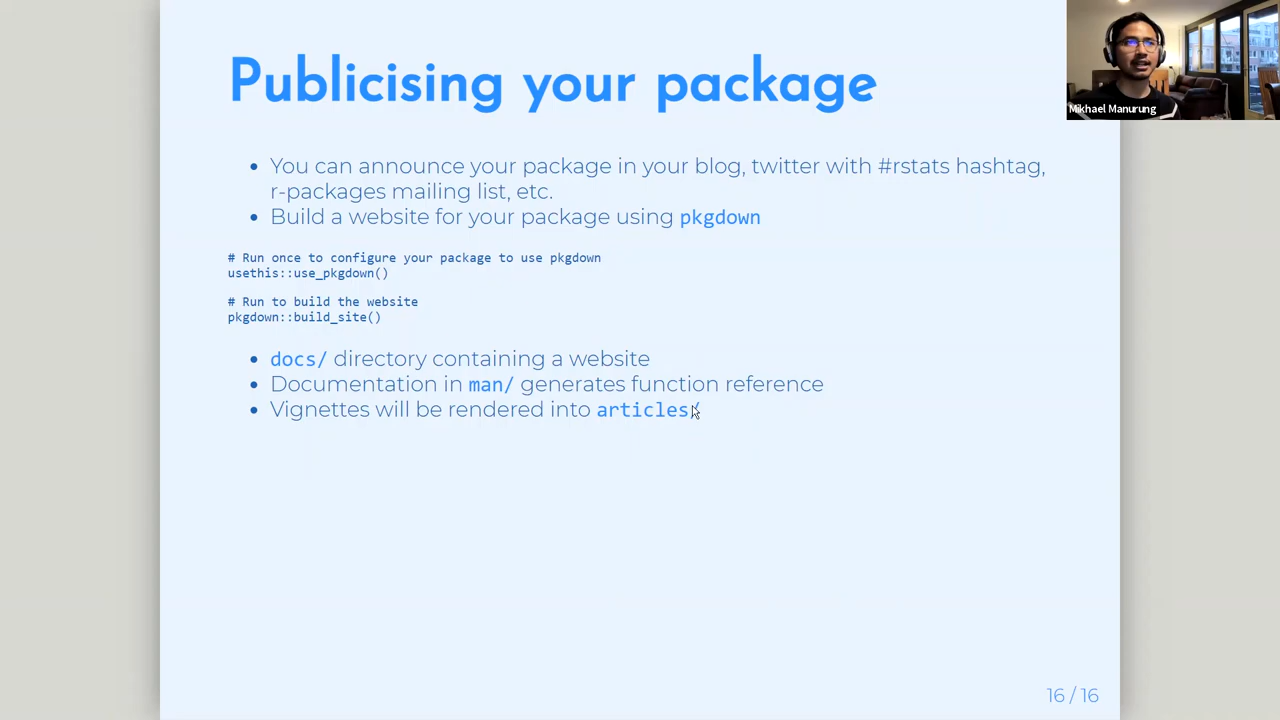 Publicising your package
You can announce your package in your blog, twitter with #rstats hashtag,
r-packages mailing list, etc.
Build a website for your package using pkgdown
# Run once to configure your package to use pkgdown
usethis::use_pkgdown()
# Run to build the website
pkgdown::build_site()
docs/ directory containing a website
Documentation in man/ generates function reference
Vignettes will be rendered into articles/
16 / 16
Mikhael Manurung